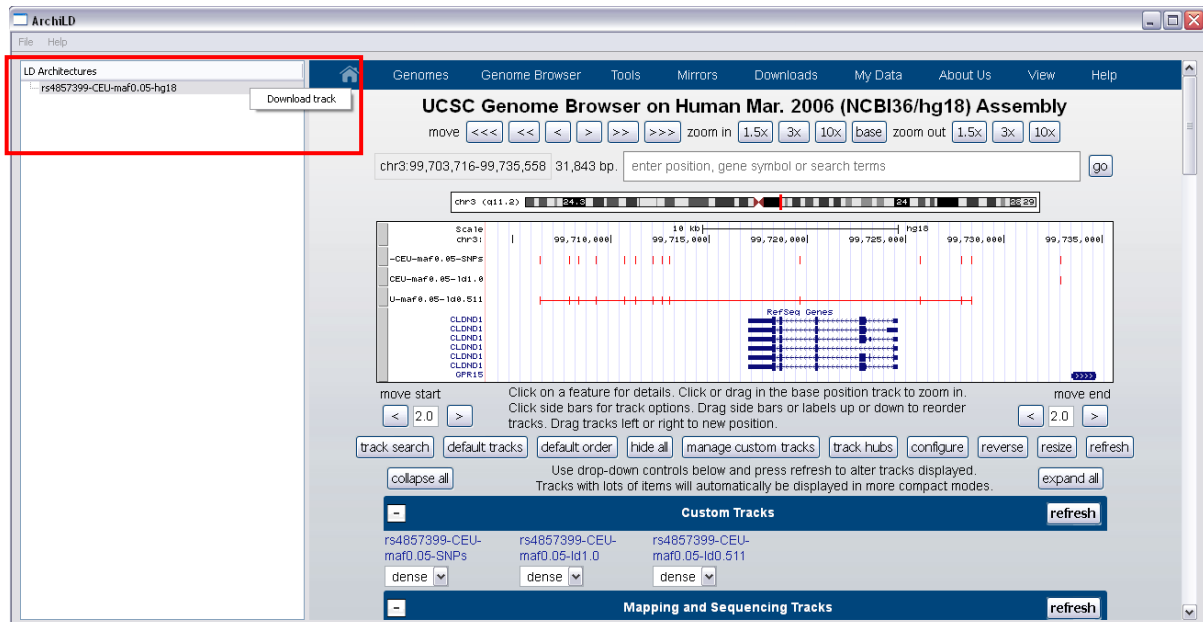 ArchiLD
File Help
LD Architectures
rs4857399-CEU-maf0.05-hg18
Download track
Genomes Genome Browser Tools Mirrors Downloads My Data About Us View Help
UCSC Genome Browser on Human Mar. 2006 (NCBI36/hg18) Assembly
move <<< << < > >> >>> zoom in 1.5x 3x 10x base zoom out 1.5x 3x 10x
chr3:99,703,716-99,735,558 31,843 bp. enter position, gene symbol or search terms go
chr3 (q11.2) 24.3 24 28 29
Scale 10 kb hg18
chr3: 99,710,000 99,715,000 99,720,000 99,725,000 99,730,000 99,735,000
-CEU-maf0.05-SNPs
CEU-maf0.05-ld1.0
U-maf0.05-ld0.511
RefSeq Genes
CLDND1
CLDND1
CLDND1
CLDND1
CLDND1
CLDND1
GPR15
move start Click on a feature for details. Click or drag in the base position track to zoom in. move end
< 2.0 > Click side bars for track options. Drag side bars or labels up or down to reorder < 2.0 >
tracks. Drag tracks left or right to new position.
track search default tracks default order hide all manage custom tracks track hubs configure reverse resize refresh
collapse all Use drop-down controls below and press refresh to alter tracks displayed. expand all
Tracks with lots of items will automatically be displayed in more compact modes.
- Custom Tracks refresh
rs4857399-CEU- rs4857399-CEU- rs4857399-CEU-
maf0.05-SNPs maf0.05-ld1.0 maf0.05-ld0.511
dense dense dense
- Mapping and Sequencing Tracks refresh